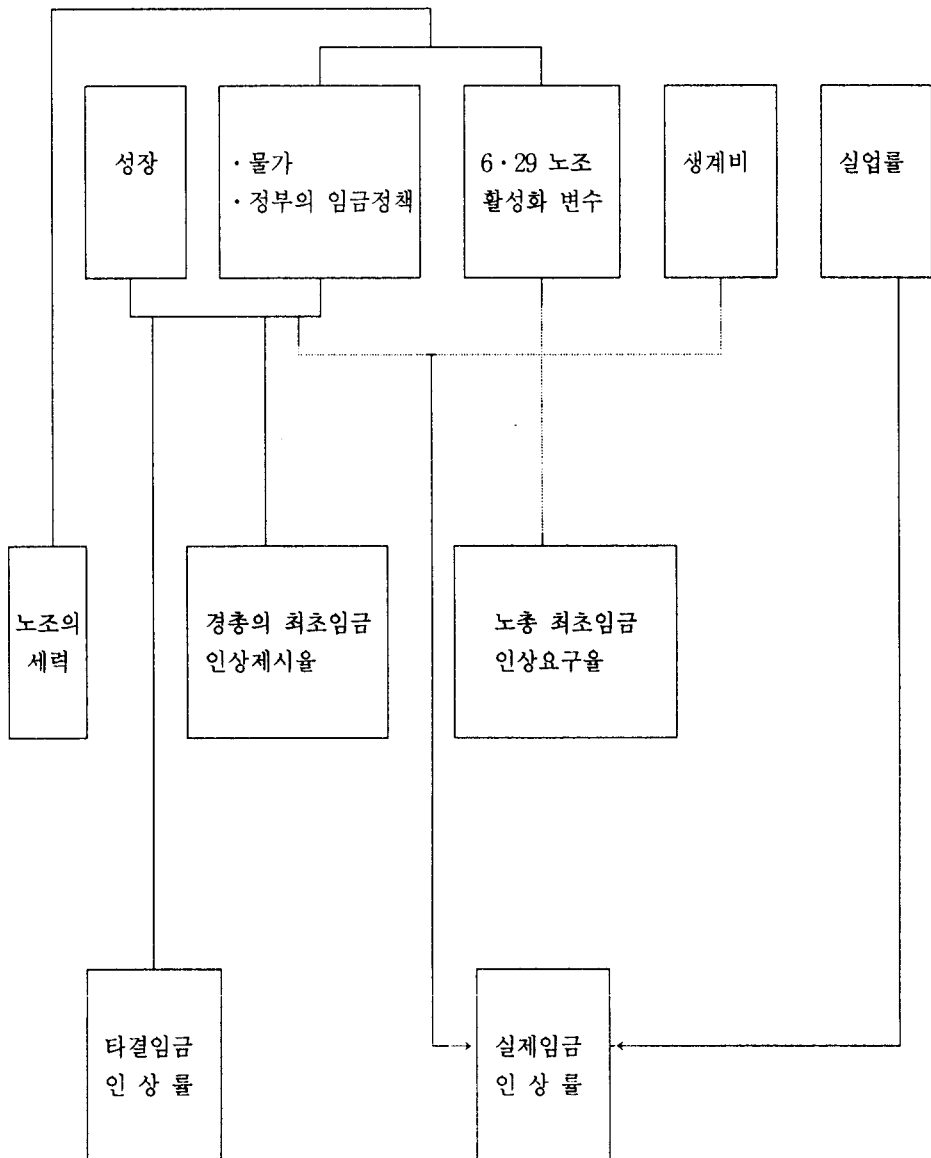 성장
· 물가
· 정부의 임금정책
6·29 노조
활성화 변수
생계비
실업률
노조의
세력
경총의 최초임금
인상제시율
노총 최초임금
인상요구율
타결임금
인 상 률
실제임금
인 상 률